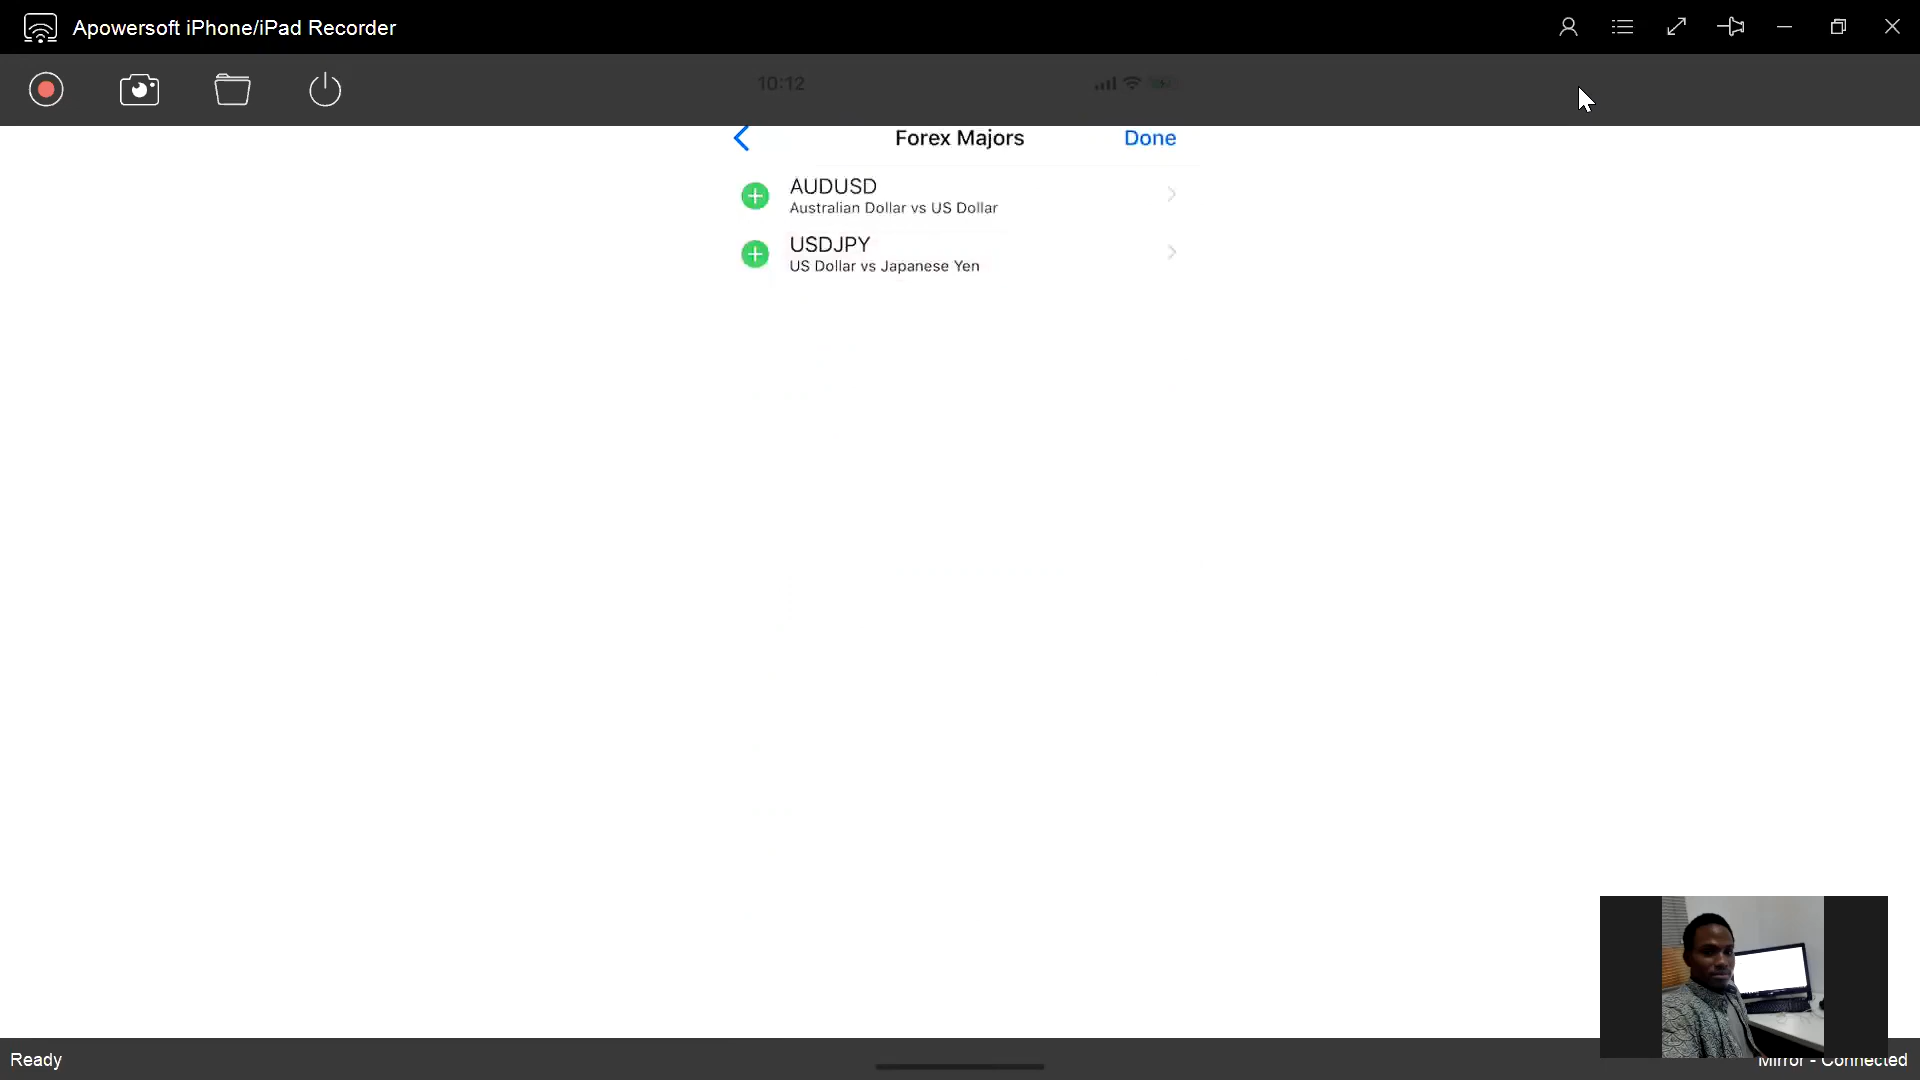 Apowersoft iPhone/iPad Recorder
10:12
Forex Majors
Done
AUDUSD
Australian Dollar vs US Dollar
USDJPY
US Dollar vs Japanese Yen
Ready
Mirror - Connected